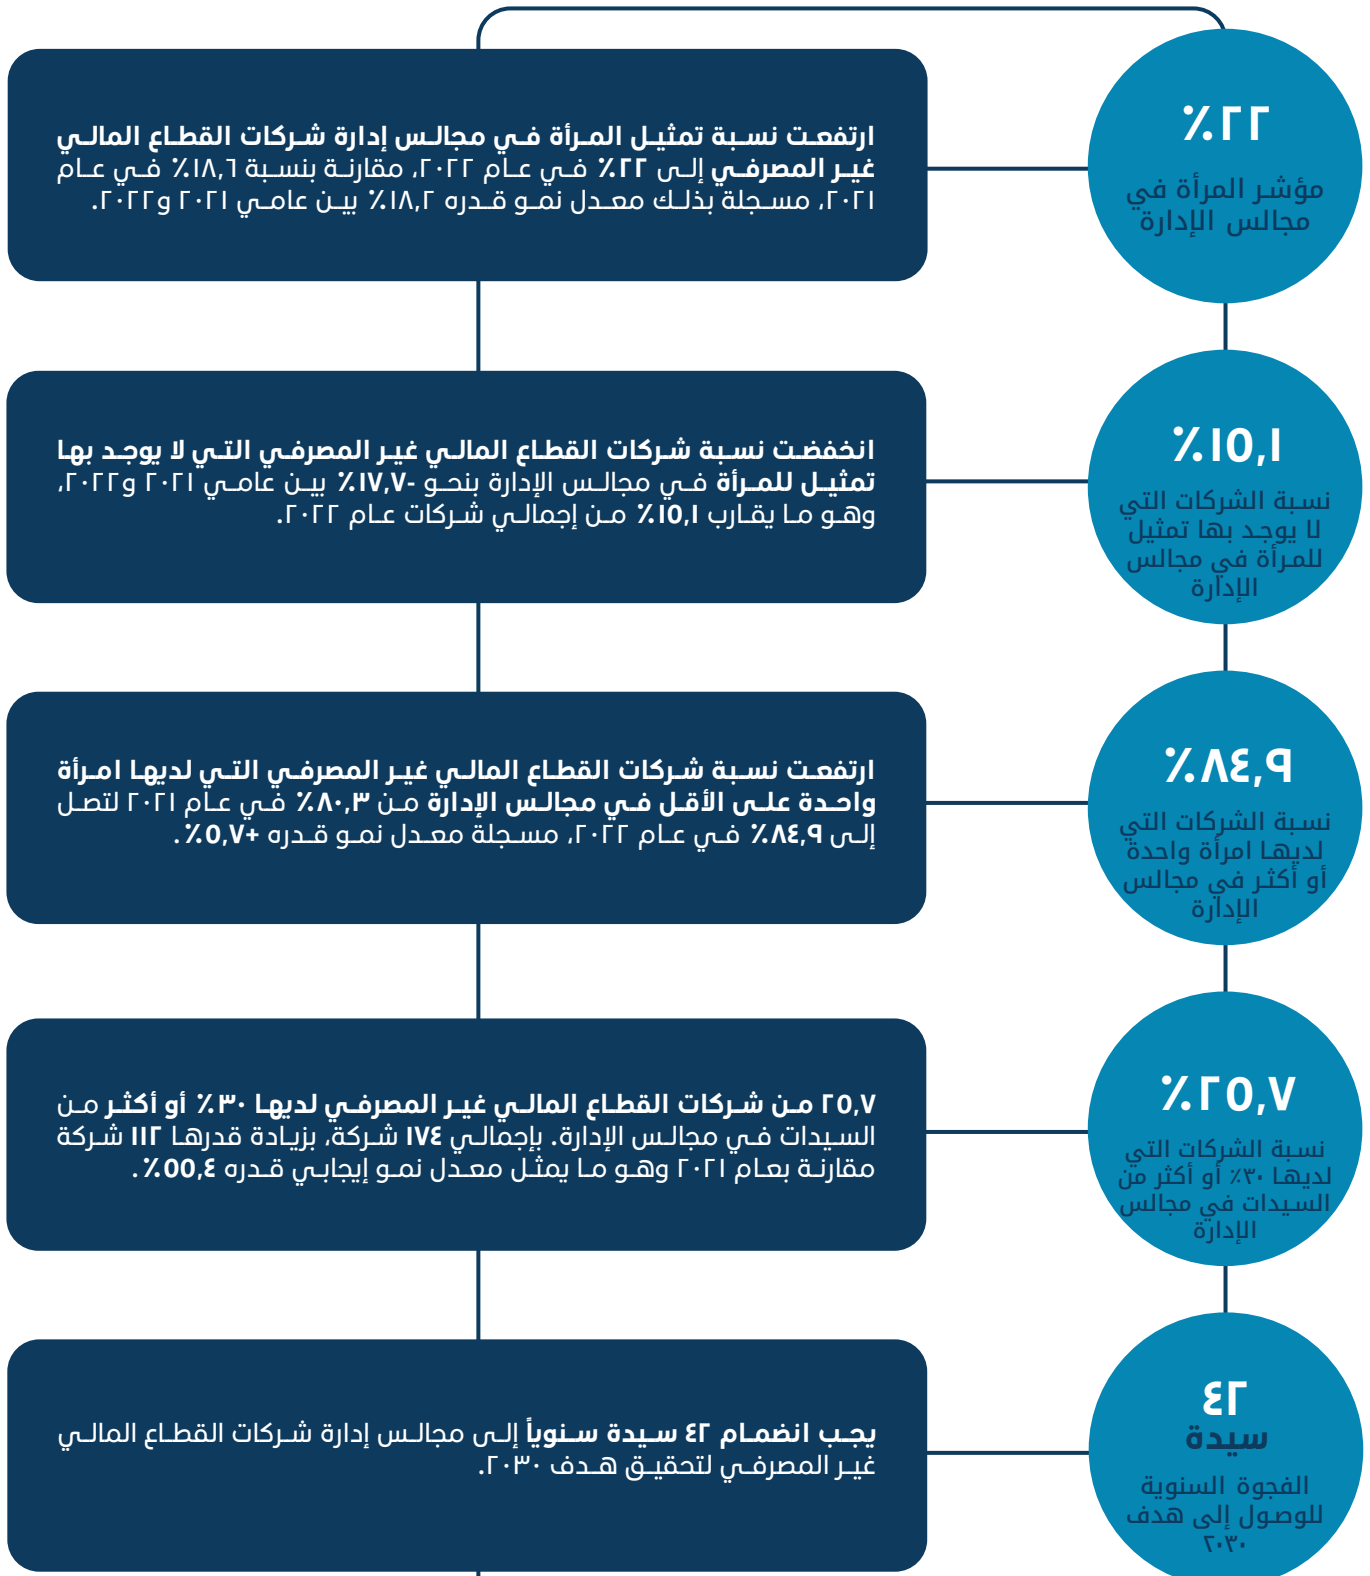 ٪٢٢
مؤشر المرأة في
مجالس الإدارة
ارتفعت نسبة تمثيل المرأة في مجالس إدارة شركات القطاع المالي
غير المصرفي إلى ٢٢٪ في عام ٢٠٢٢، مقارنة بنسبة ١٨,٦٪ في عام
٢٠٢١، مسجلة بذلك معدل نمو قدره ١٨,٢٪ بين عامي ٢٠٢١ و٢٠٢٢.
٪١٥,١
نسبة الشركات التي
لا يوجد بها تمثيل
للمرأة في مجالس
الإدارة
انخفضت نسبة شركات القطاع المالي غير المصرفي التي لا يوجد بها
تمثيل للمرأة في مجالس الإدارة بنحو -١٧,٧٪ بين عامي ٢٠٢١ و٢٠٢٢،
وهو ما يقارب ١٥,١٪ من إجمالي شركات عام ٢٠٢٢.
٪٨٤,٩
نسبة الشركات التي
لديها امرأة واحدة
أو أكثر في مجالس
الإدارة
ارتفعت نسبة شركات القطاع المالي غير المصرفي التي لديها امرأة
واحدة على الأقل في مجالس الإدارة من ٨٠,٣٪ في عام ٢٠٢١ لتصل
إلى ٨٤,٩٪ في عام ٢٠٢٢، مسجلة معدل نمو قدره +٥,٧٪.
٪٢٥,٧
نسبة الشركات التي
لديها ٣٠٪ أو أكثر من
السيدات في مجالس
الإدارة
٢٥,٧ من شركات القطاع المالي غير المصرفي لديها ٣٠٪ أو أكثر من
السيدات في مجالس الإدارة. بإجمالي ١٧٤ شركة، بزيادة قدرها ١١٢ شركة
مقارنة بعام ٢٠٢١ وهو ما يمثل معدل نمو إيجابي قدره ٥٥,٤٪.
٤٢
سيدة
الفجوة السنوية
للوصول إلى هدف
٢٠٣٠
يجب انضمام ٤٢ سيدة سنوياً إلى مجالس إدارة شركات القطاع المالي
غير المصرفي لتحقيق هدف ٢٠٣٠.